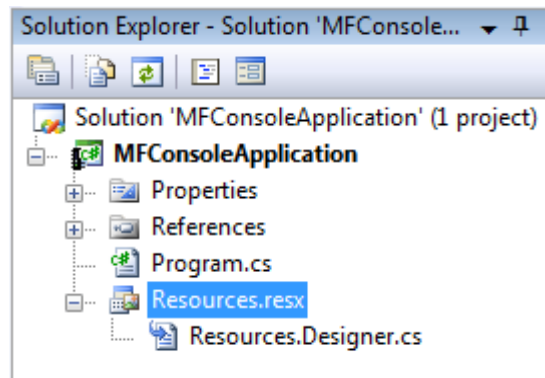 Solution Explorer - Solution 'MFConsole...
Solution 'MFConsoleApplication' (1 project)
MFConsoleApplication
Properties
References
Program.cs
Resources.resx
Resources.Designer.cs